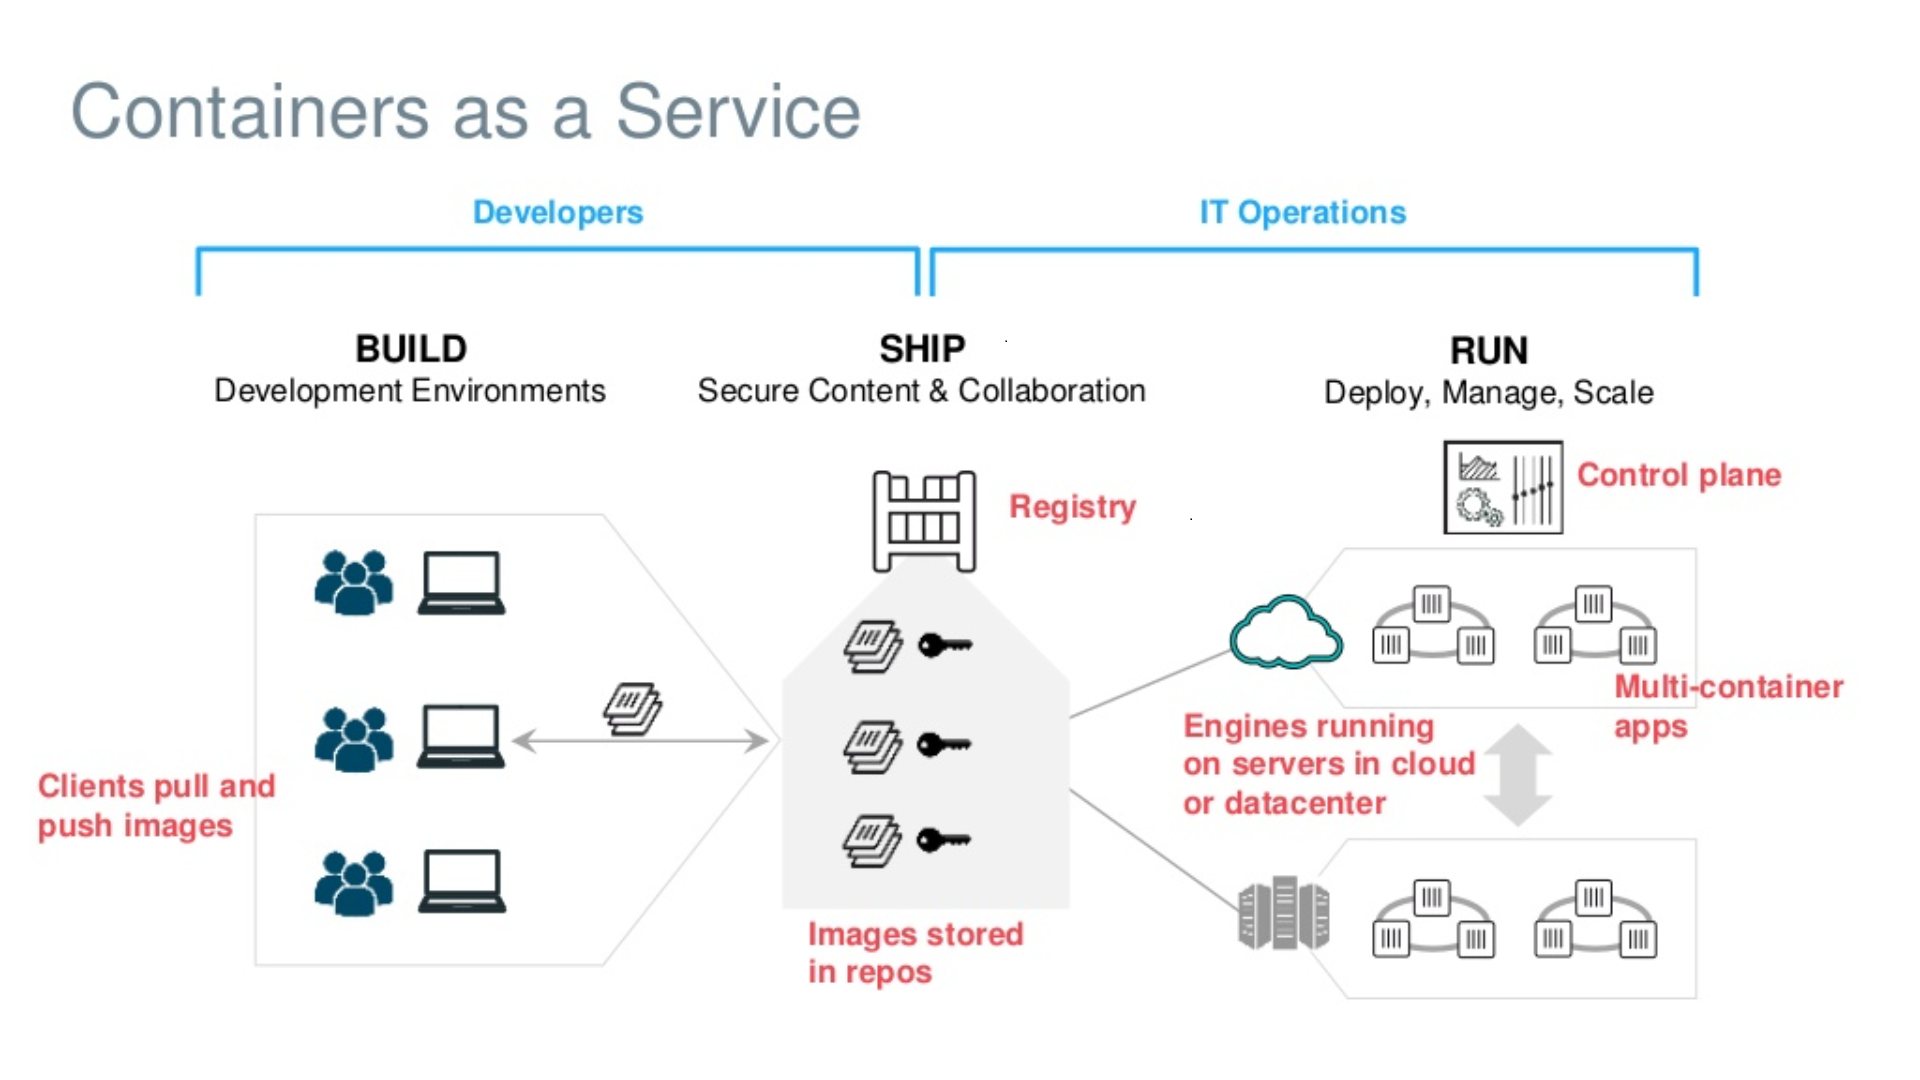 Containers as a Service
Developers
IT Operations
BUILD
Development Environments
SHIP
Secure Content & Collaboration
RUN
Deploy, Manage, Scale
Registry
Control plane
Clients pull and
push images
Images stored
in repos
Engines running
on servers in cloud
or datacenter
Multi-container
apps